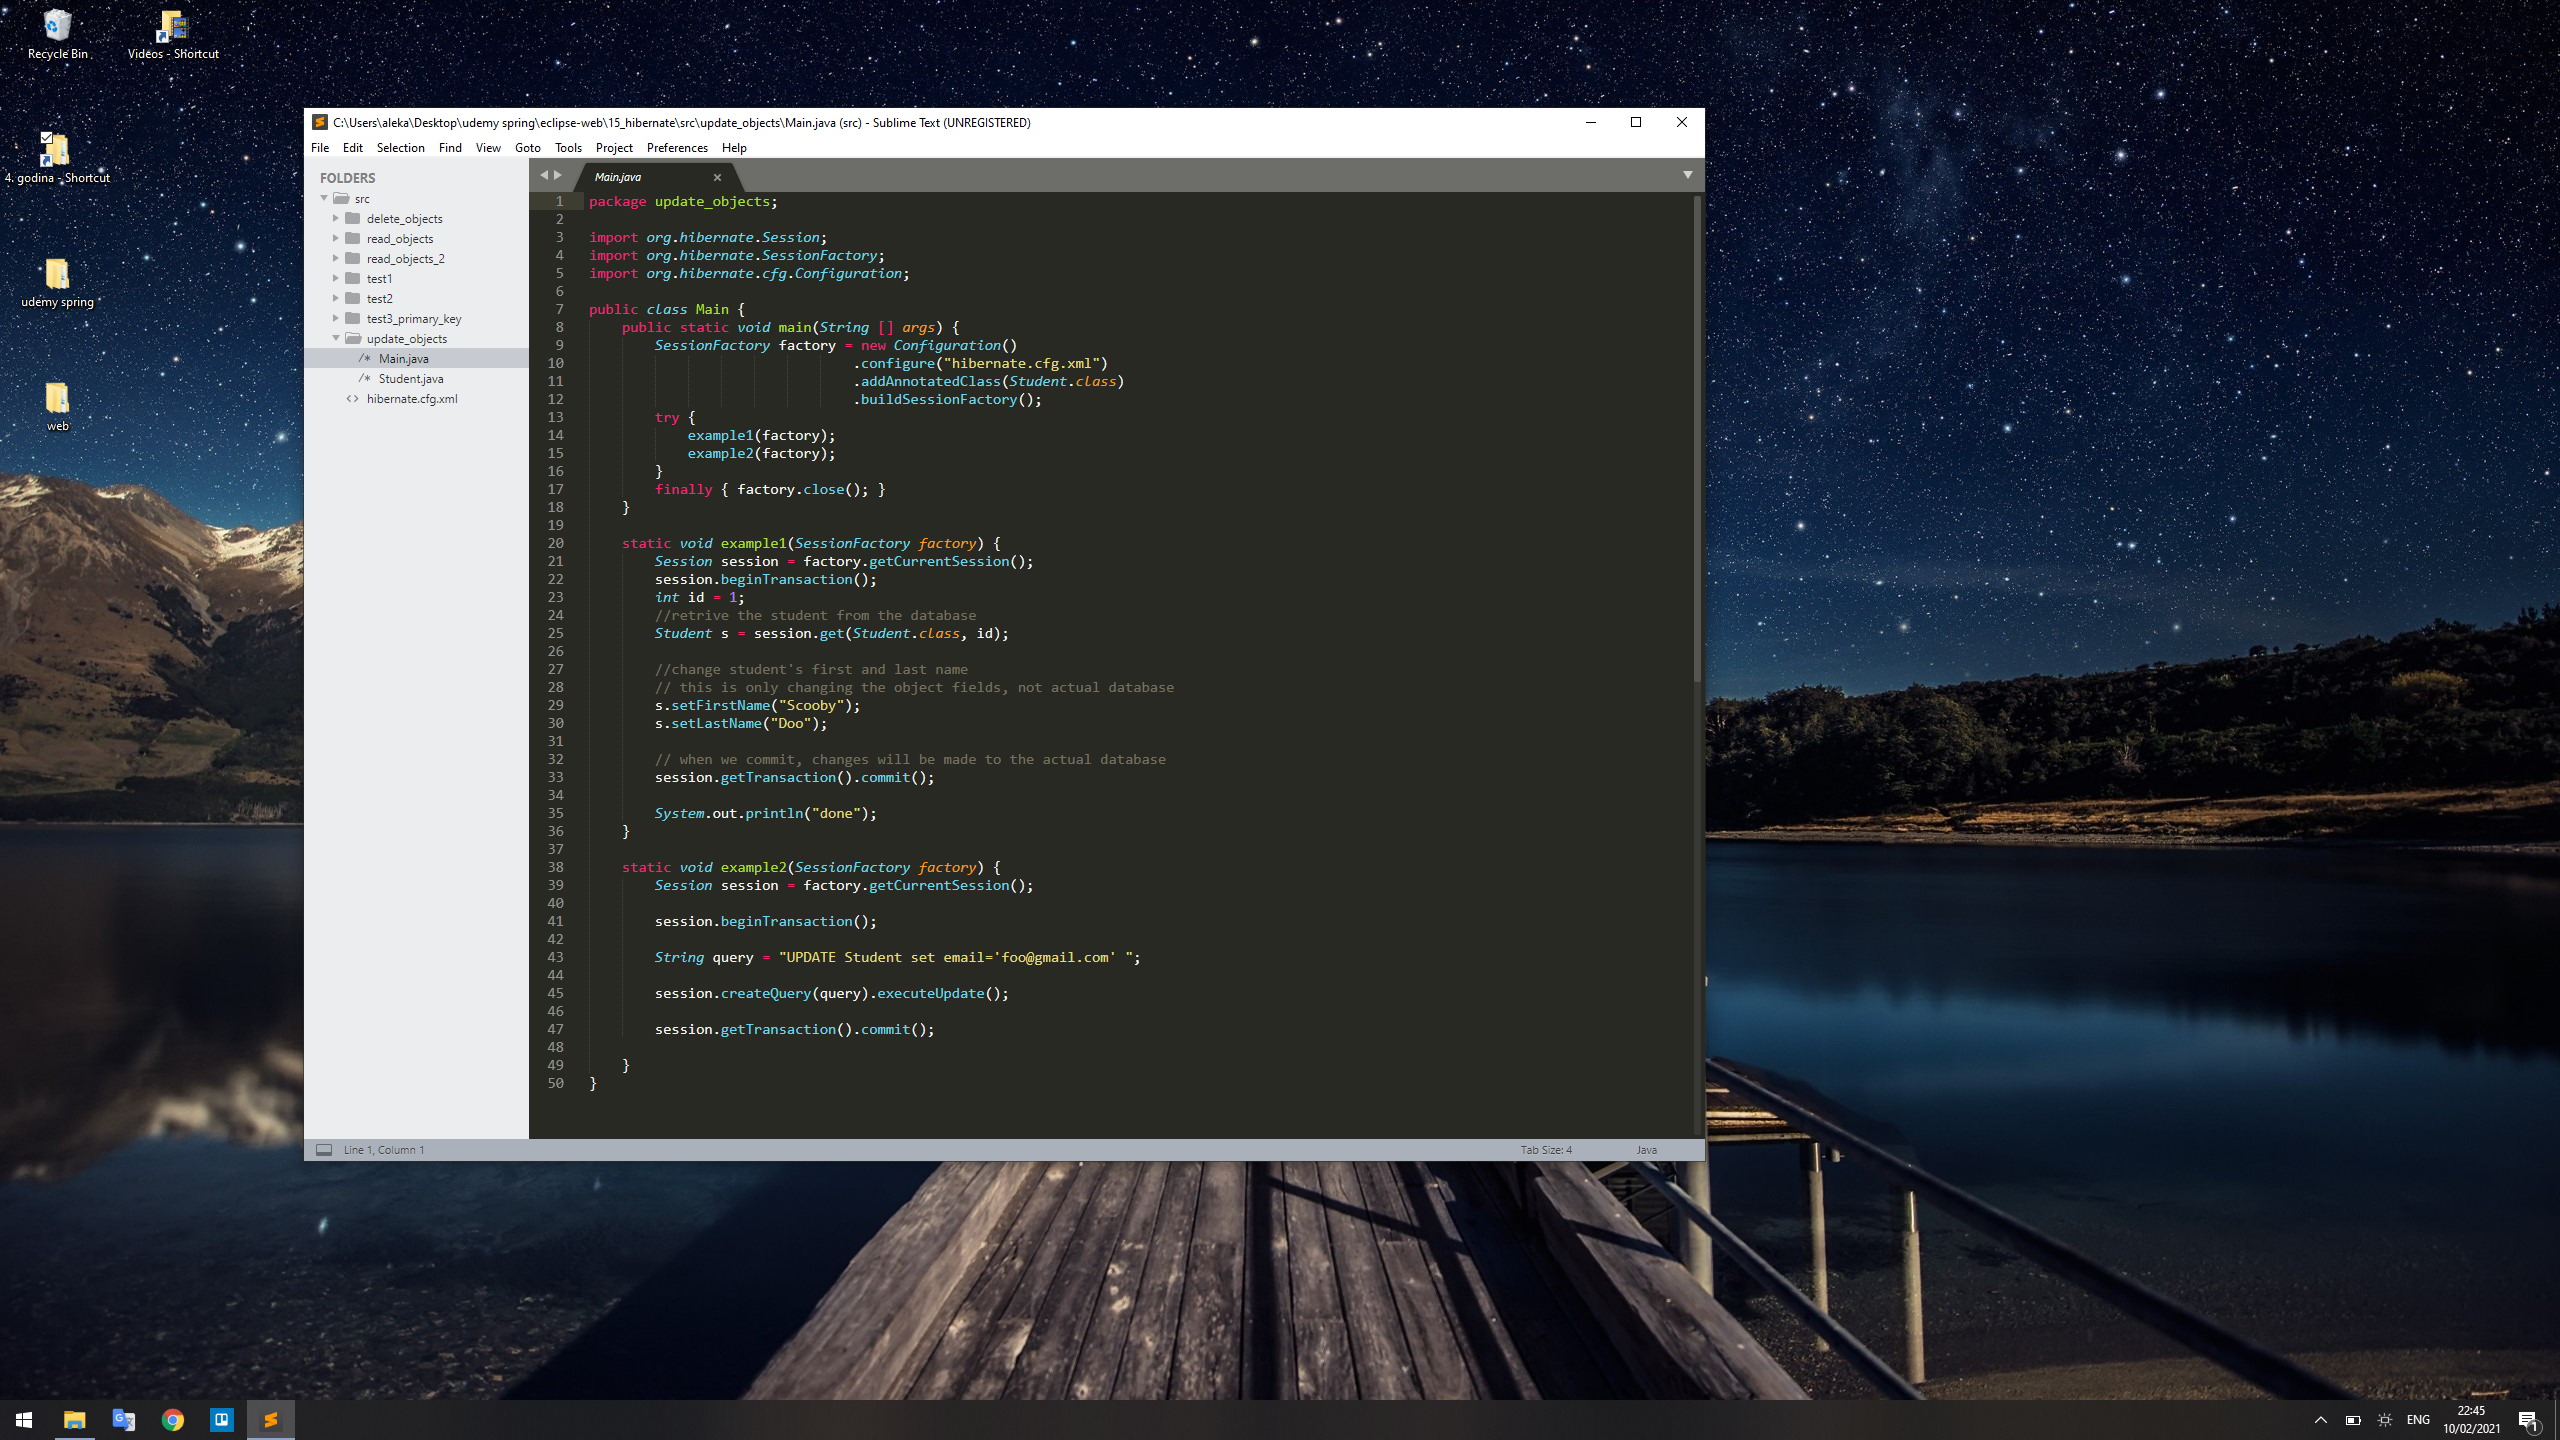 Recycle Bin
Videos - Shortcut
4. godina - Shortcut
udemy spring
web
C:\Users\aleka\Desktop\udemy spring\eclipse-web\15_hibernate\src\update_objects\Main.java (src) - Sublime Text (UNREGISTERED)
File Edit Selection Find View Goto Tools Project Preferences Help
FOLDERS
src
delete_objects
read_objects
read_objects_2
test1
test2
test3_primary_key
update_objects
/* Main.java
/* Student.java
<> hibernate.cfg.xml
Main.java
1 package update_objects;
2
3 import org.hibernate.Session;
4 import org.hibernate.SessionFactory;
5 import org.hibernate.cfg.Configuration;
6
7 public class Main {
8 public static void main(String [] args) {
9 SessionFactory factory = new Configuration()
10 .configure("hibernate.cfg.xml")
11 .addAnnotatedClass(Student.class)
12 .buildSessionFactory();
13 try {
14 example1(factory);
15 example2(factory);
16 }
17 finally { factory.close(); }
18 }
19
20 static void example1(SessionFactory factory) {
21 Session session = factory.getCurrentSession();
22 session.beginTransaction();
23 int id = 1;
24 //retrive the student from the database
25 Student s = session.get(Student.class, id);
26
27 //change student's first and last name
28 // this is only changing the object fields, not actual database
29 s.setFirstName("Scooby");
30 s.setLastName("Doo");
31
32 // when we commit, changes will be made to the actual database
33 session.getTransaction().commit();
34
35 System.out.println("done");
36 }
37
38 static void example2(SessionFactory factory) {
39 Session session = factory.getCurrentSession();
40
41 session.beginTransaction();
42
43 String query = "UPDATE Student set email='foo@gmail.com' ";
44
45 session.createQuery(query).executeUpdate();
46
47 session.getTransaction().commit();
48
49 }
50 }
Line 1, Column 1
Tab Size: 4
Java
ENG
22:45
10/02/2021
1